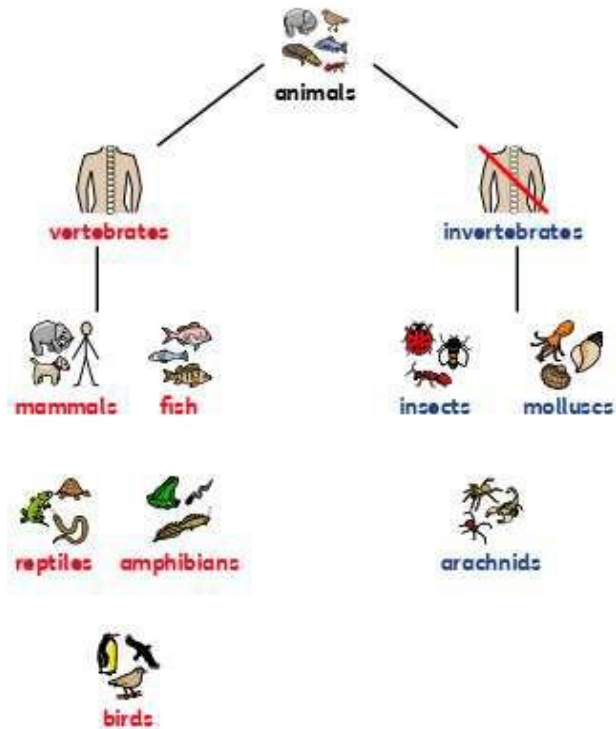 animals
vertebrates
invertebrates
mammals
fish
insects
molluscs
reptiles
amphibians
arachnids
birds